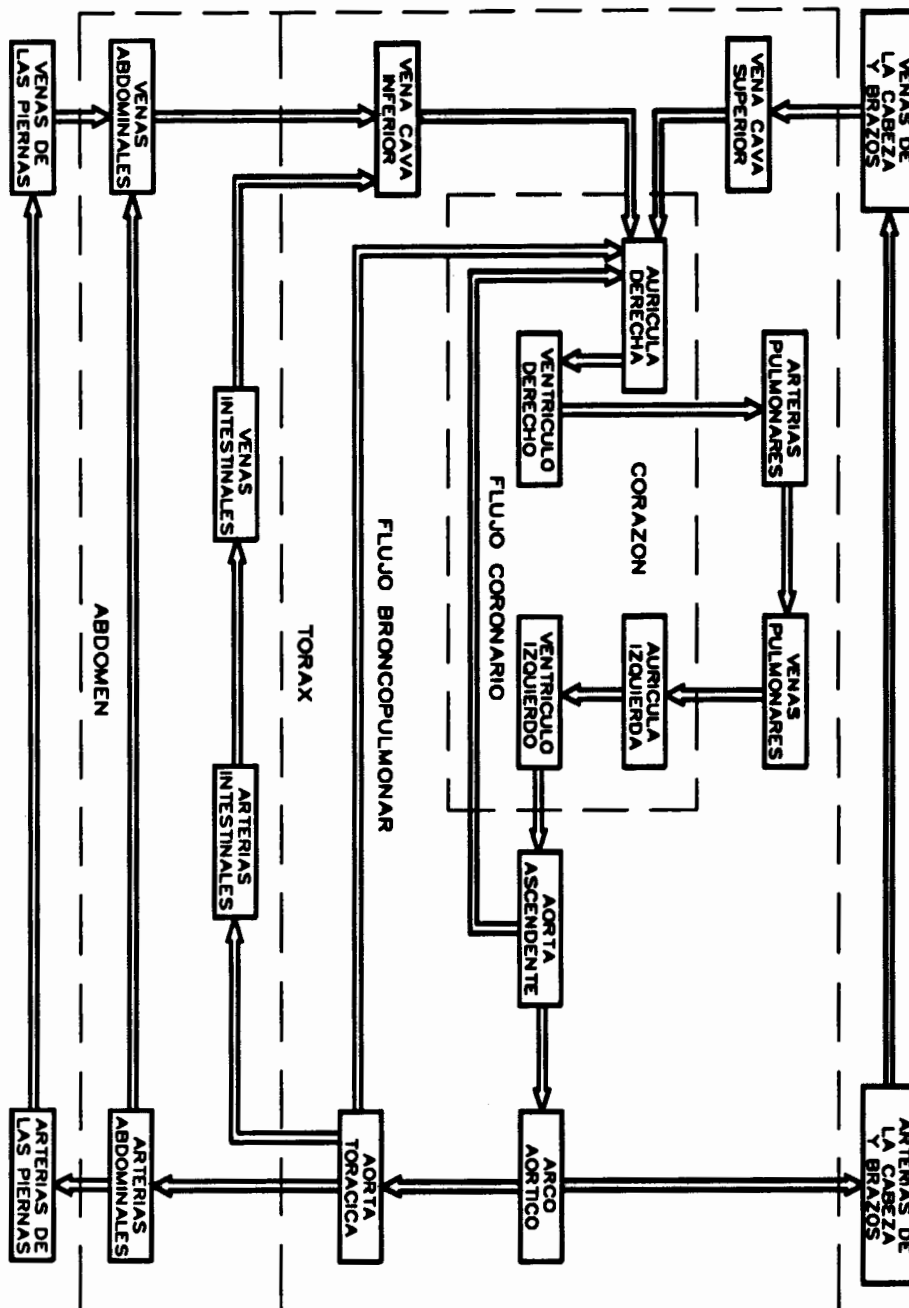 VENAS DE
LA CABEZA
Y BRAZOS
ARTERIAS DE
LA CABEZA
Y BRAZOS
VENA CAVA
SUPERIOR
ARTERIAS
PULMONARES
VENAS
PULMONARES
AURICULA
DERECHA
CORAZON
AURICULA
IZQUIERDA
VENTRICULO
DERECHO
VENTRICULO
IZQUIERDO
AORTA
ASCENDENTE
ARCO
AORTICO
FLUJO CORONARIO
VENA CAVA
INFERIOR
FLUJO BRONCOPULMONAR
AORTA
TORACICA
TORAX
VENAS
INTESTINALES
ARTERIAS
INTESTINALES
VENAS
ABDOMINALES
ABDOMEN
ARTERIAS
ABDOMINALES
VENAS DE
LAS PIERNAS
ARTERIAS DE
LAS PIERNAS